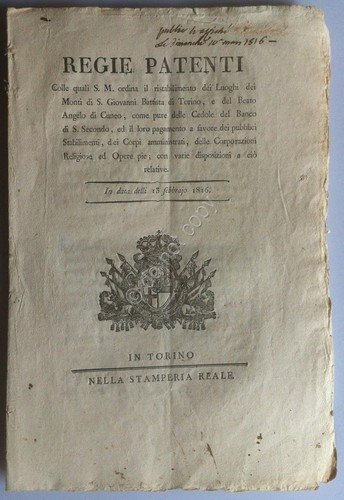 REGIE PATENTI
Colle quali S. M. ordina il ristabilimento dei Luoghi dei
Monti di S. Giovanni Battista di Torino, e del Beato
Angelo di Cuneo, come pure delle Cedole del Banco
di S. Secondo, ed il loro pagamento a favore dei pubblici
Stabilimenti, dei Corpi amministrati, delle Corporazioni
Religiose ed Opere pie, con varie disposizioni a ciò
relative.
In data delli 13 febbrajo 1816.
IN TORINO
NELLA STAMPERIA REALE.